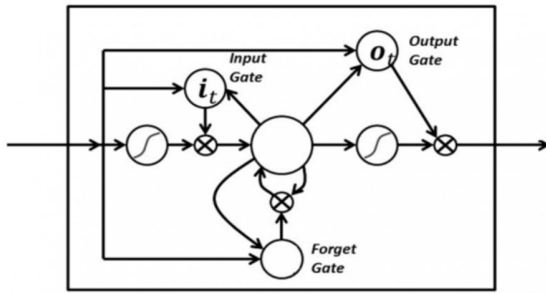 Input
Gate
Output
Gate
i_t
o_t
Forget
Gate